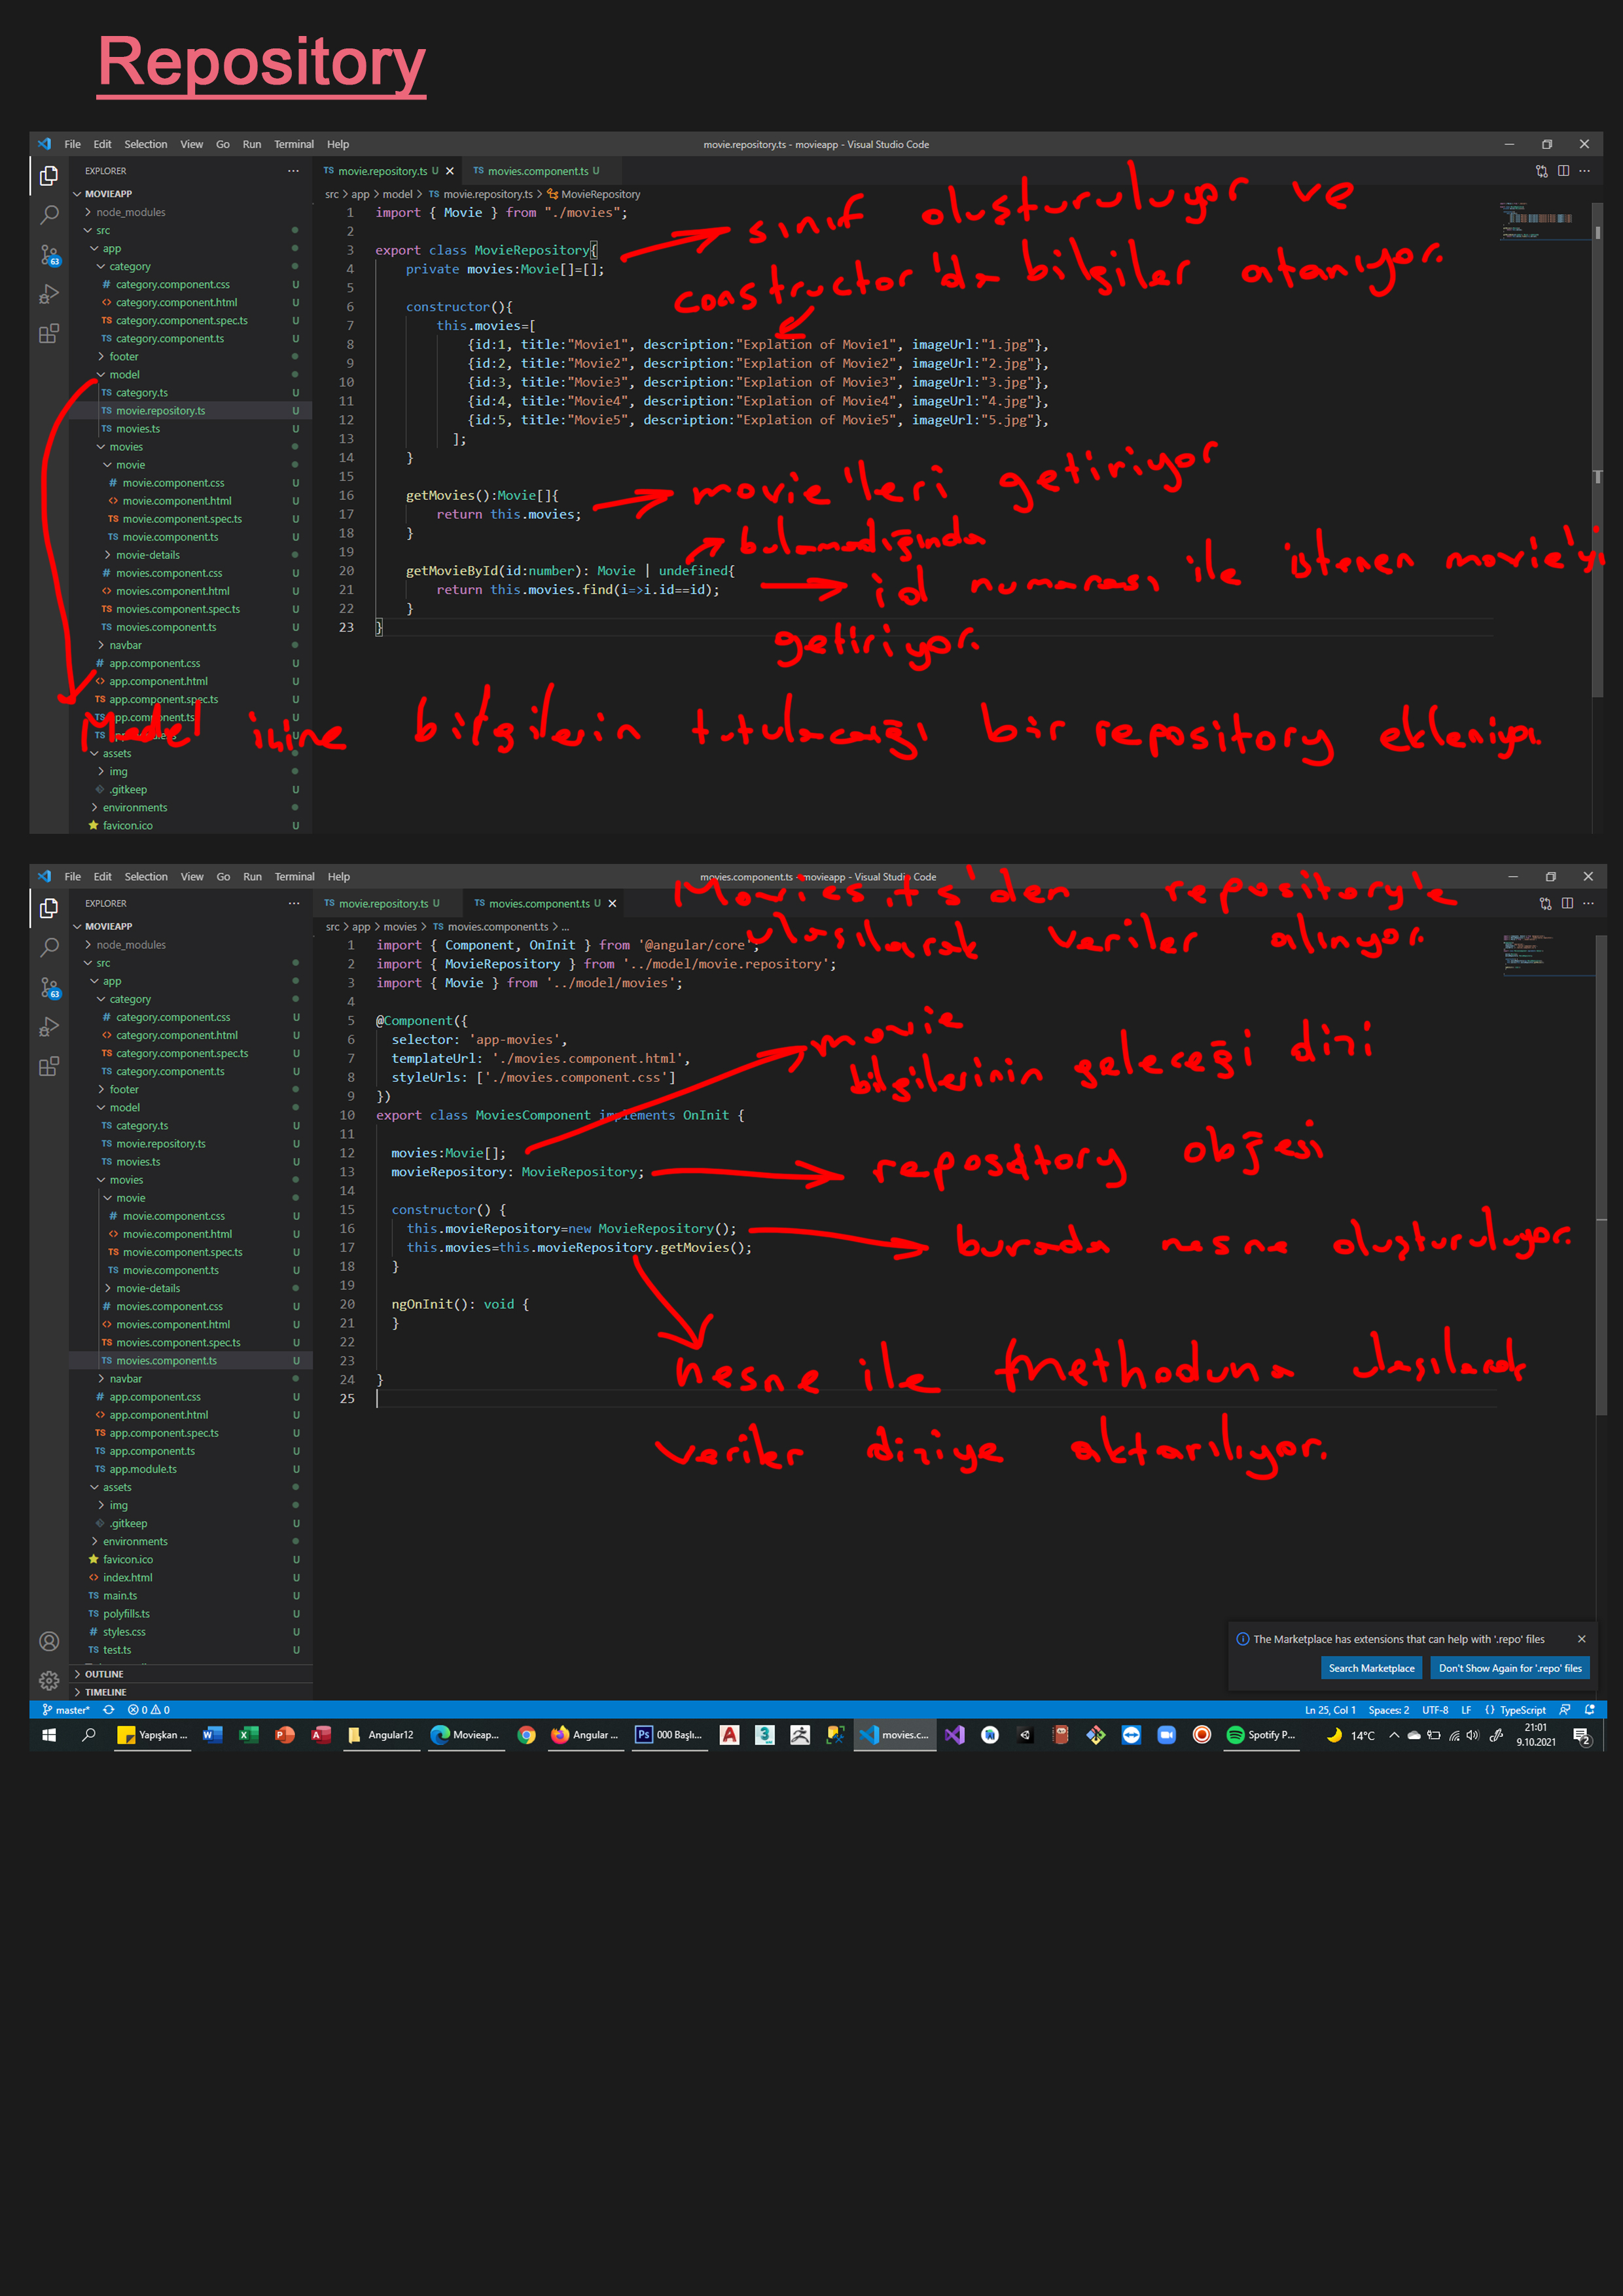 Repository
File Edit Selection View Go Run Terminal Help
movie.repository.ts - movieapp - Visual Studio Code
EXPLORER
MOVIEAPP
node_modules
src
app
category
category.component.css U
category.component.html U
category.component.spec.ts U
category.component.ts U
footer
model
category.ts U
movie.repository.ts U
movies.ts U
movies
movie
movie.component.css U
movie.component.html U
movie.component.spec.ts U
movie.component.ts U
movie-details
movies.component.css U
movies.component.html U
movies.component.spec.ts U
movies.component.ts U
navbar
app.component.css U
app.component.html U
app.component.spec.ts U
app.component.ts U
assets
img
.gitkeep U
environments
favicon.ico U
63
movie.repository.ts U
movies.component.ts U
src > app > model > movie.repository.ts > MovieRepository
1 import { Movie } from "./movies";
2
3 export class MovieRepository{
4 private movies:Movie[]=[];
5
6 constructor(){
7 this.movies=[
8 {id:1, title:"Movie1", description:"Explation of Movie1", imageUrl:"1.jpg"},
9 {id:2, title:"Movie2", description:"Explation of Movie2", imageUrl:"2.jpg"},
10 {id:3, title:"Movie3", description:"Explation of Movie3", imageUrl:"3.jpg"},
11 {id:4, title:"Movie4", description:"Explation of Movie4", imageUrl:"4.jpg"},
12 {id:5, title:"Movie5", description:"Explation of Movie5", imageUrl:"5.jpg"},
13 ];
14 }
15
16 getMovies():Movie[]{
17 return this.movies;
18 }
19
20 getMovieById(id:number): Movie | undefined{
21 return this.movies.find(i=>i.id==id);
22 }
23 }
sınıf oluşturuluyor ve
constructor'da bilgiler atanıyor.
movie'leri getiriyor
bulamadığında
id numarası ile istenen movie'yi
getiriyor.
Model içine bilgilerin tutulacağı bir repository ekleniyor.
File Edit Selection View Go Run Terminal Help
movies.component.ts - movieapp - Visual Studio Code
EXPLORER
MOVIEAPP
node_modules
src
app
category
category.component.css U
category.component.html U
category.component.spec.ts U
category.component.ts U
footer
model
category.ts U
movie.repository.ts U
movies.ts U
movies
movie
movie.component.css U
movie.component.html U
movie.component.spec.ts U
movie.component.ts U
movie-details
movies.component.css U
movies.component.html U
movies.component.spec.ts U
movies.component.ts U
navbar
app.component.css U
app.component.html U
app.component.spec.ts U
app.component.ts U
app.module.ts U
assets
img
.gitkeep U
environments
favicon.ico U
index.html U
main.ts U
polyfills.ts U
styles.css U
test.ts U
OUTLINE
TIMELINE
63
movie.repository.ts U
movies.component.ts U
src > app > movies > movies.component.ts > ...
1 import { Component, OnInit } from '@angular/core';
2 import { MovieRepository } from '../model/movie.repository';
3 import { Movie } from '../model/movies';
4
5 @Component({
6 selector: 'app-movies',
7 templateUrl: './movies.component.html',
8 styleUrls: ['./movies.component.css']
9 })
10 export class MoviesComponent implements OnInit {
11
12 movies:Movie[];
13 movieRepository: MovieRepository;
14
15 constructor() {
16 this.movieRepository=new MovieRepository();
17 this.movies=this.movieRepository.getMovies();
18 }
19
20 ngOnInit(): void {
21 }
22
23
24 }
25
Movies.ts'den repository'e
ulaşılarak veriler alınıyor.
movie
bilgilerinin geleceği dizi
repository objesi
burada nesne oluşturuluyor.
nesne ile methoduna ulaşılarak
veriler diziye aktarılıyor.
The Marketplace has extensions that can help with '.repo' files
Search Marketplace Don't Show Again for '.repo' files
master* 0 0 Ln 25, Col 1 Spaces: 2 UTF-8 LF {} TypeScript
Yapışkan ... Angular12 Movieap... Angular ... 000 Başlı... movies.c... Spotify P... 14°C 21:01
9.10.2021
2